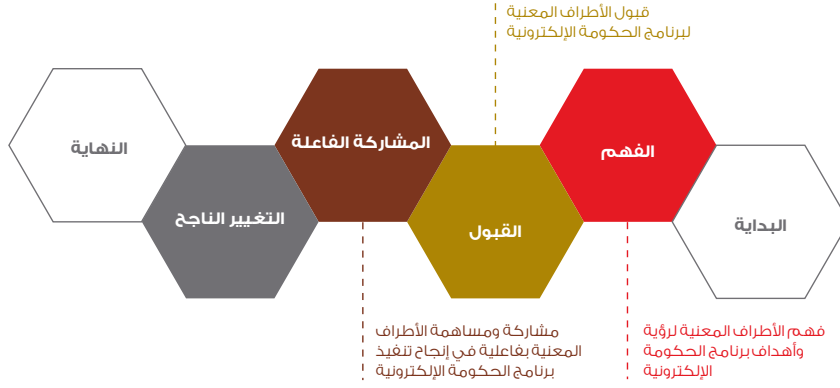 قبول الأطراف المعنية
لبرنامج الحكومة الإلكترونية
البداية
الفهم
القبول
المشاركة الفاعلة
التغيير الناجح
النهاية
فهم الأطراف المعنية لرؤية
وأهداف برنامج الحكومة
الإلكترونية
مشاركة ومساهمة الأطراف
المعنية بفاعلية في إنجاح تنفيذ
برنامج الحكومة الإلكترونية